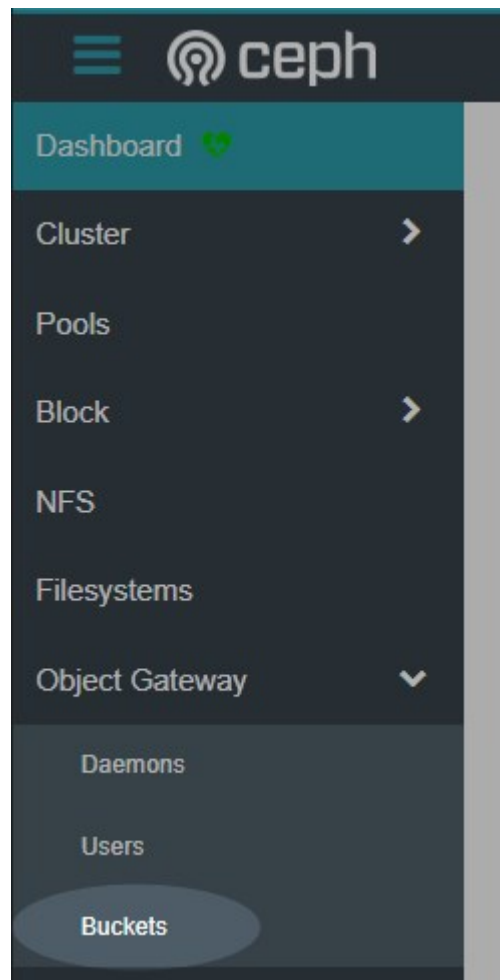 ceph
Dashboard
Cluster
Pools
Block
NFS
Filesystems
Object Gateway
Daemons
Users
Buckets